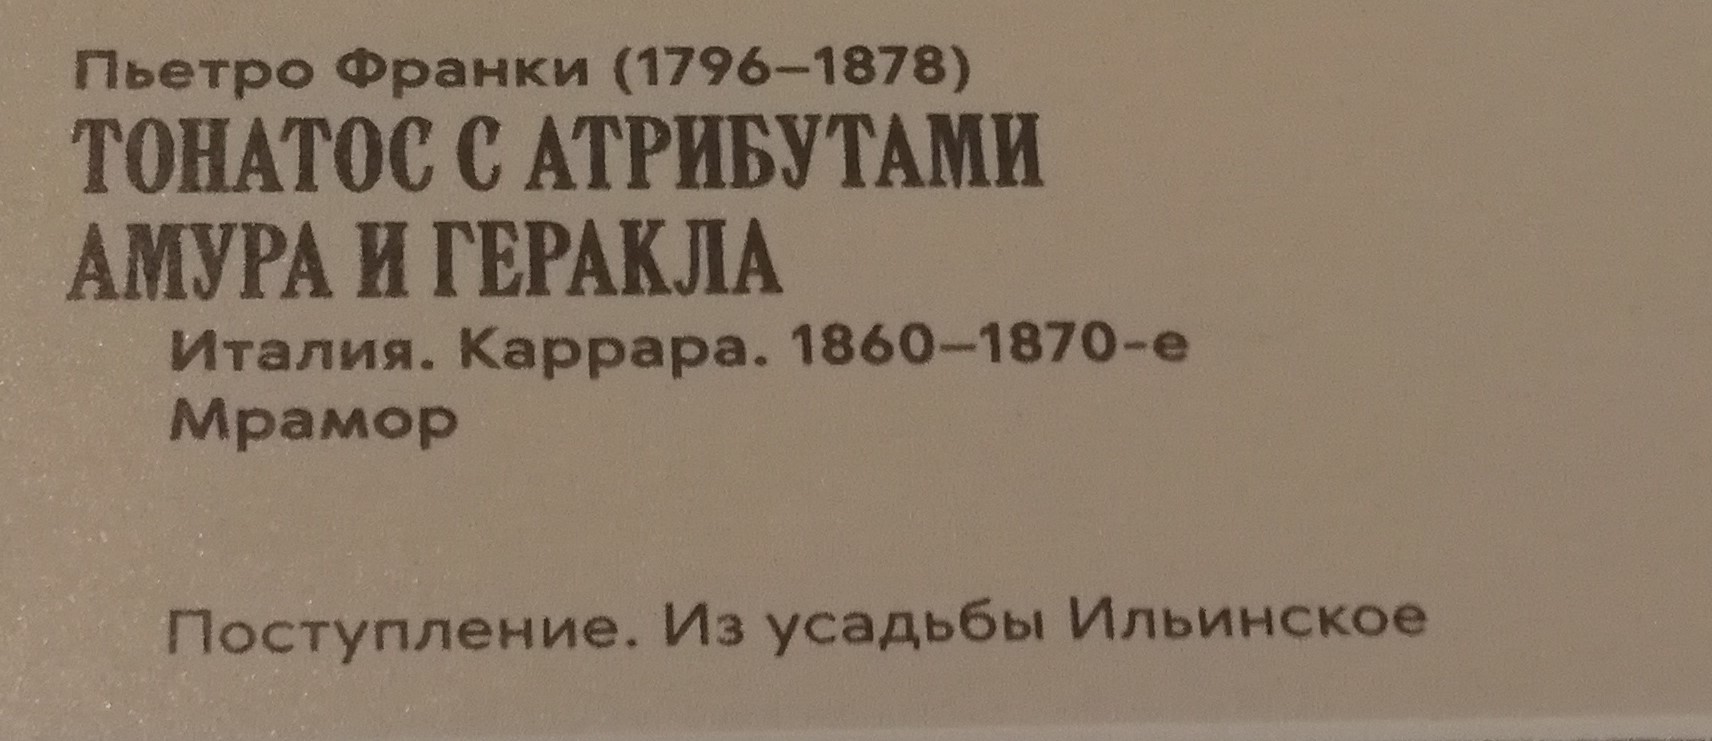 Пьетро Франки (1796–1878)
ТОНАТОС С АТРИБУТАМИ
АМУРА И ГЕРАКЛА
Италия. Каррара. 1860–1870-е
Мрамор
Поступление. Из усадьбы Ильинское